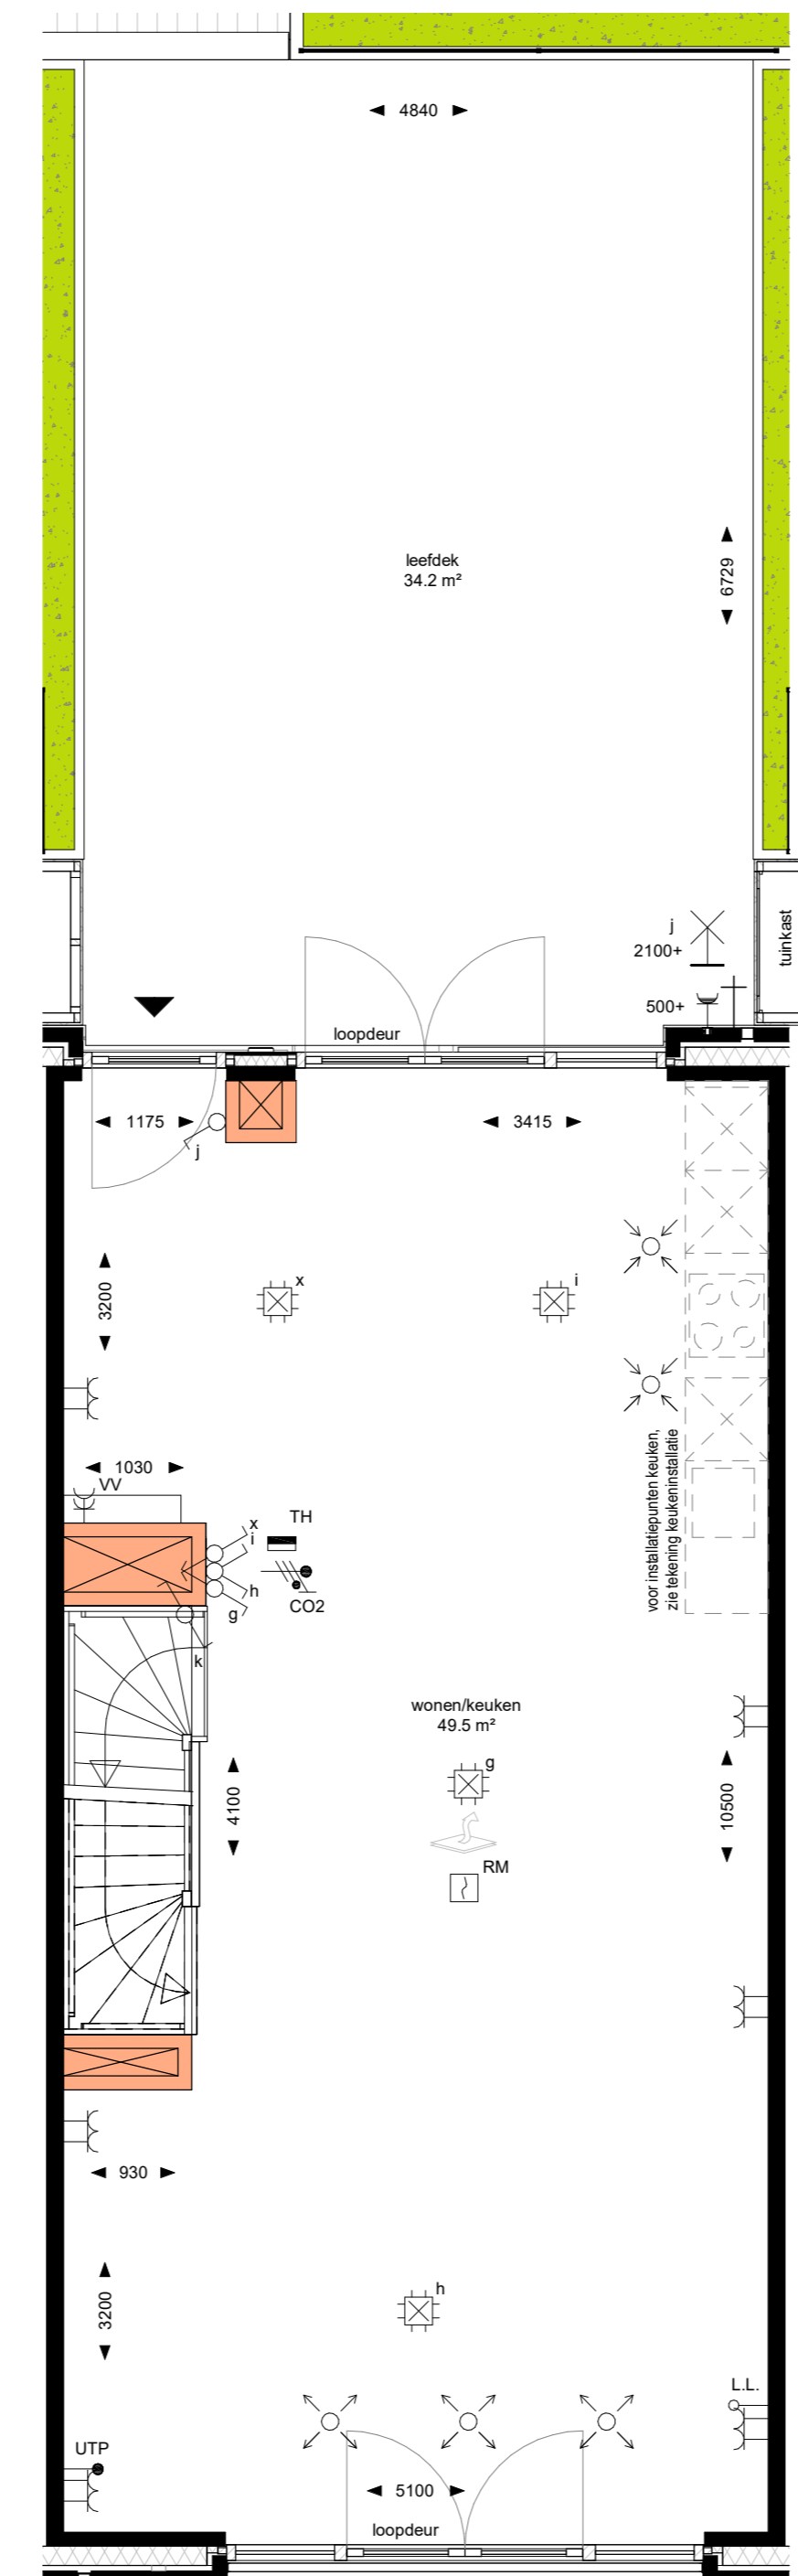 4840
leefdek
34.2 m²
6729
j
2100+
tuinkast
500+
loopdeur
1175
3415
j
x
i
3200
1030
VV
x
i
h
g
TH
CO2
voor installatiepunten keuken,
zie tekening keukeninstallatie
k
wonen/keuken
49.5 m²
g
4100
10500
RM
930
h
3200
L.L.
UTP
5100
loopdeur